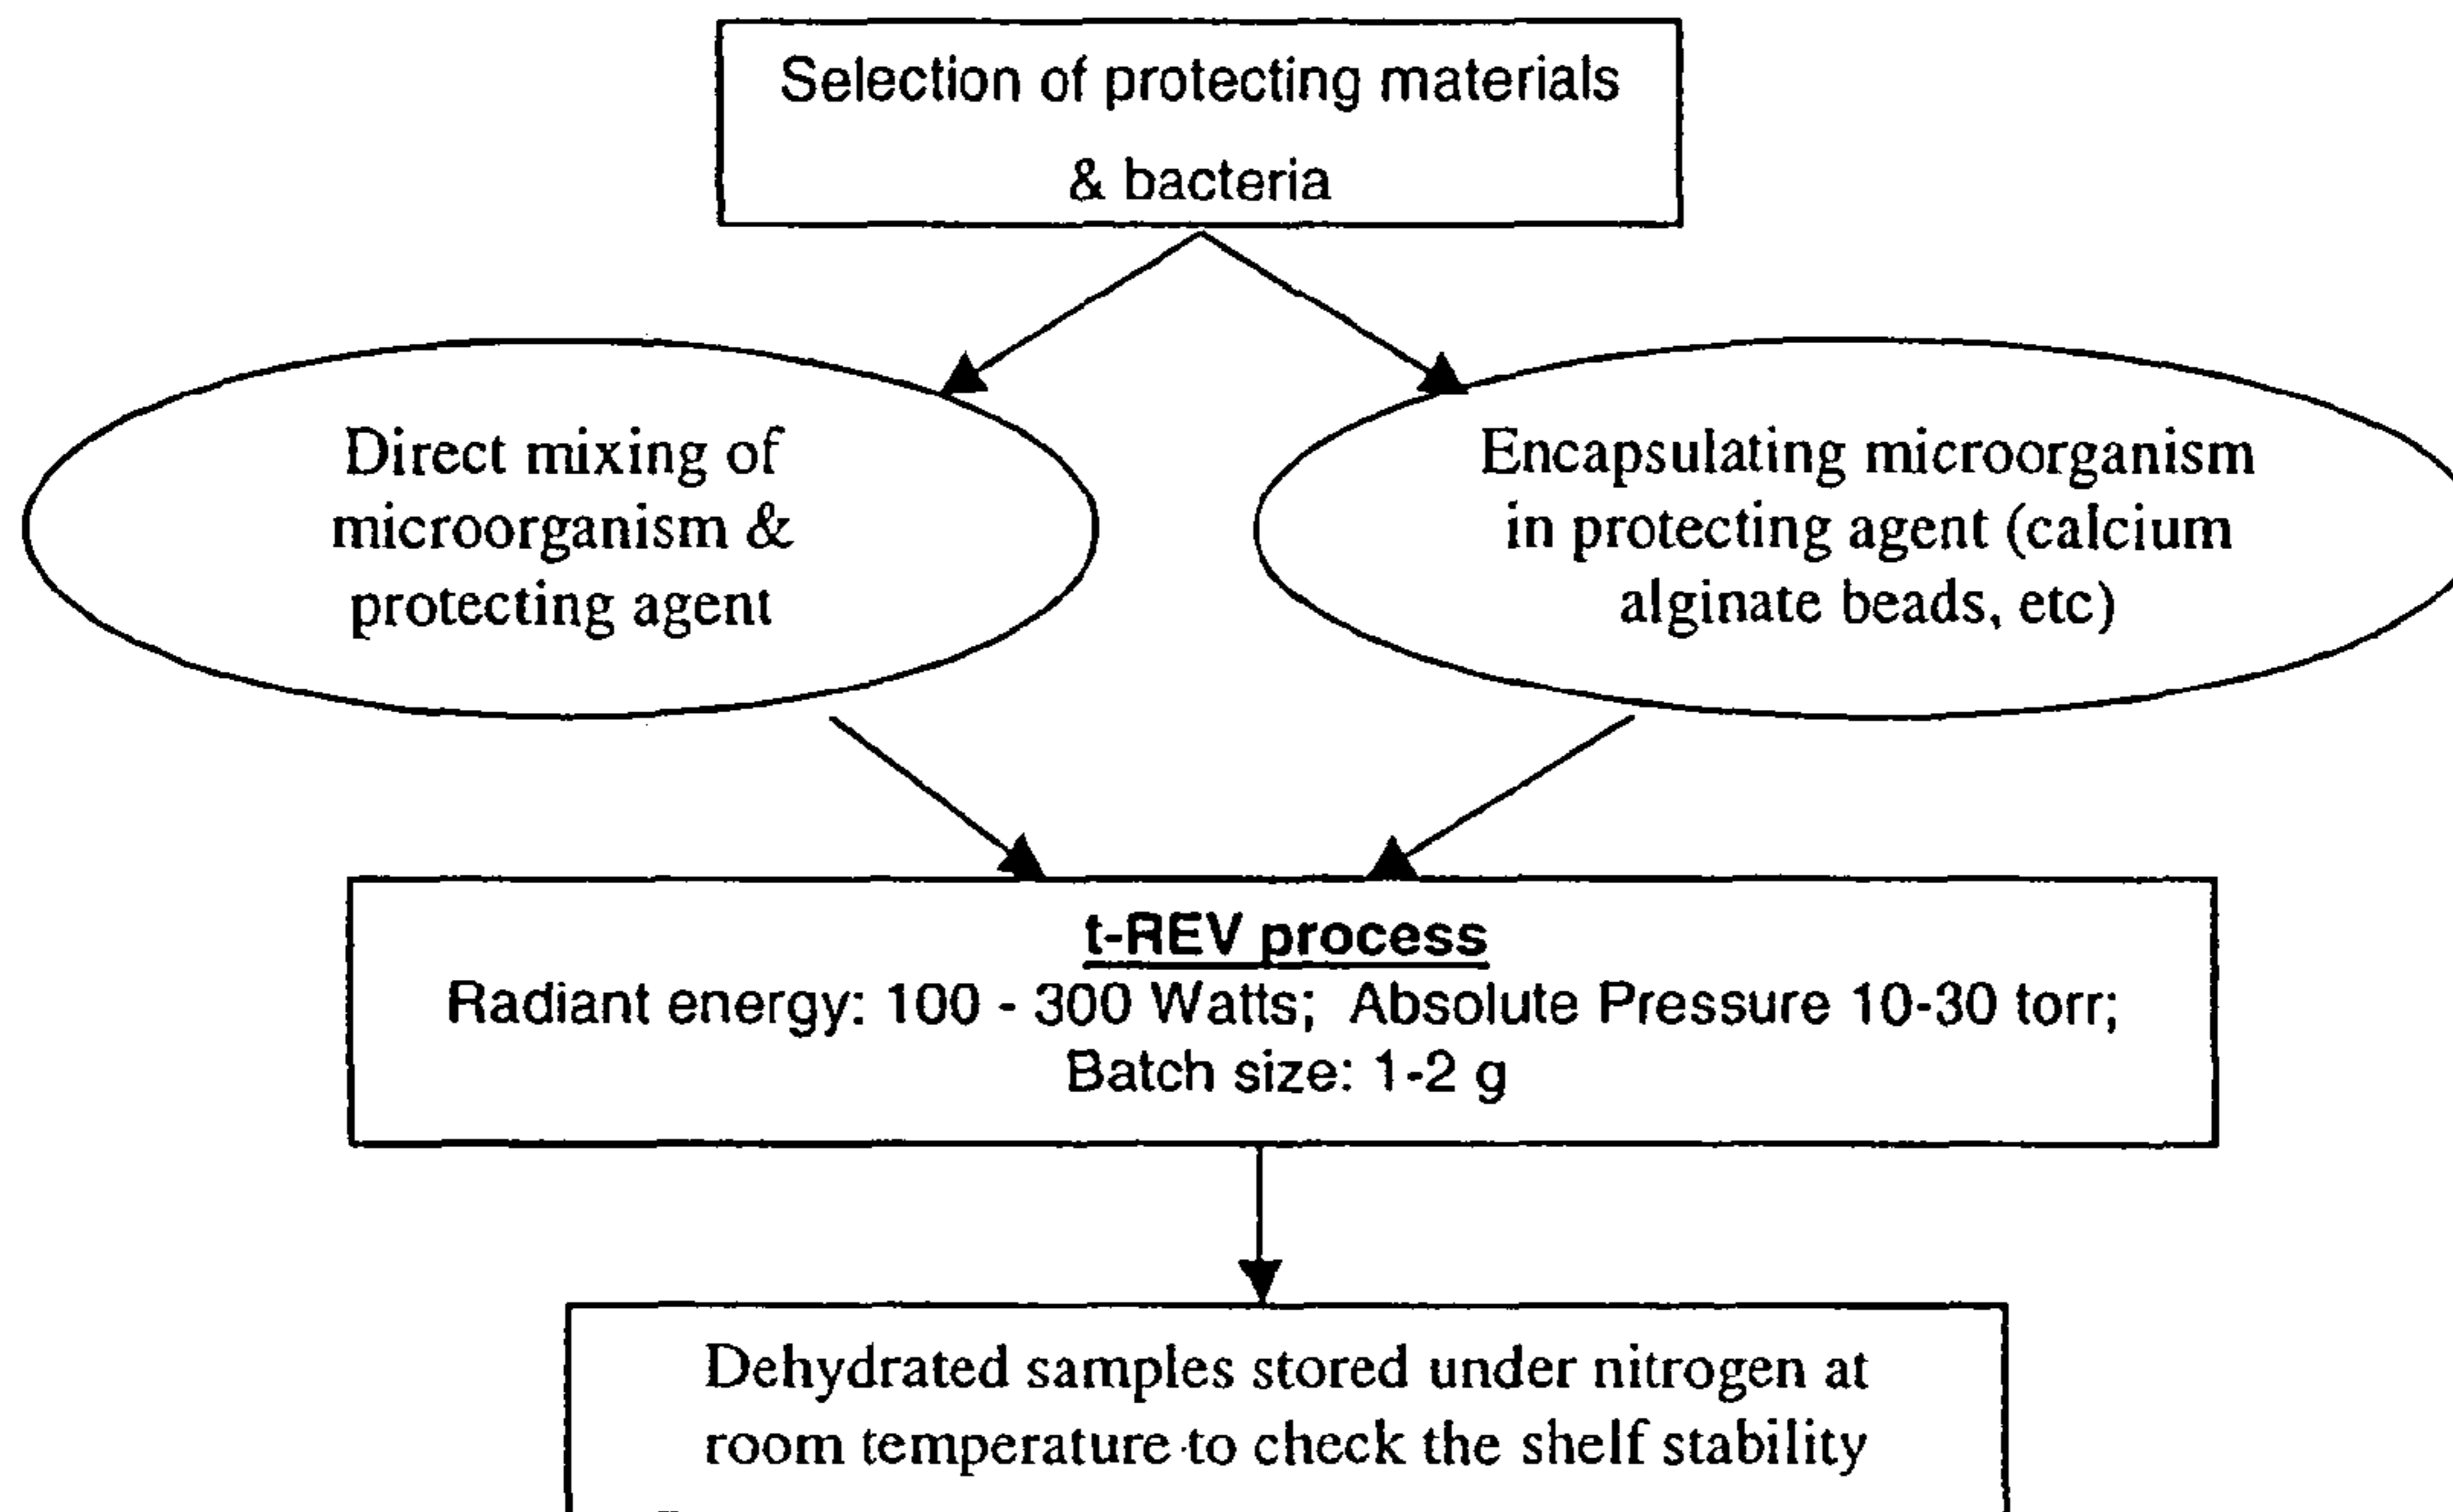 Selection of protecting materials
& bacteria
Direct mixing of
microorganism &
protecting agent
Encapsulating microorganism
in protecting agent (calcium
alginate beads, etc)
t-REV process
Radiant energy: 100 - 300 Watts; Absolute Pressure 10-30 torr;
Batch size: 1-2 g
Dehydrated samples stored under nitrogen at
room temperature to check the shelf stability